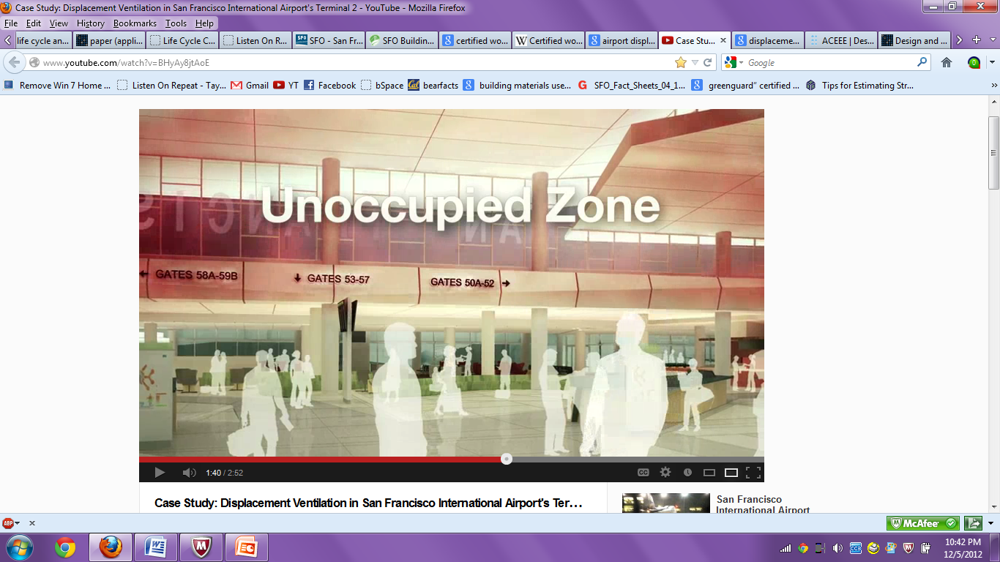 Case Study: Displacement Ventilation in San Francisco International Airport's Terminal 2 - YouTube - Mozilla Firefox
File Edit View History Bookmarks Tools Help
life cycle an... paper (appli... Life Cycle C... Listen On R... SFO - San Fr... SFO Building... certified wo... Certified wo... airport displ... Case Stu... displaceme... ACEEE | Des... Design and ...
www.youtube.com/watch?v=BHyAy8jtAoE Google
Remove Win 7 Home ... Listen On Repeat - Tay... Gmail YT Facebook bSpace Cal bearfacts building materials use... SFO_Fact_Sheets_04_1... greenguard" certified ... Tips for Estimating Str...
Unoccupied Zone
GATES 58A-59B GATES 53-57 GATES 50A-52
1:40 / 2:52 CC
Case Study: Displacement Ventilation in San Francisco International Airport's Ter...
San Francisco
International Airport
ABP McAfee
10:42 PM
12/5/2012